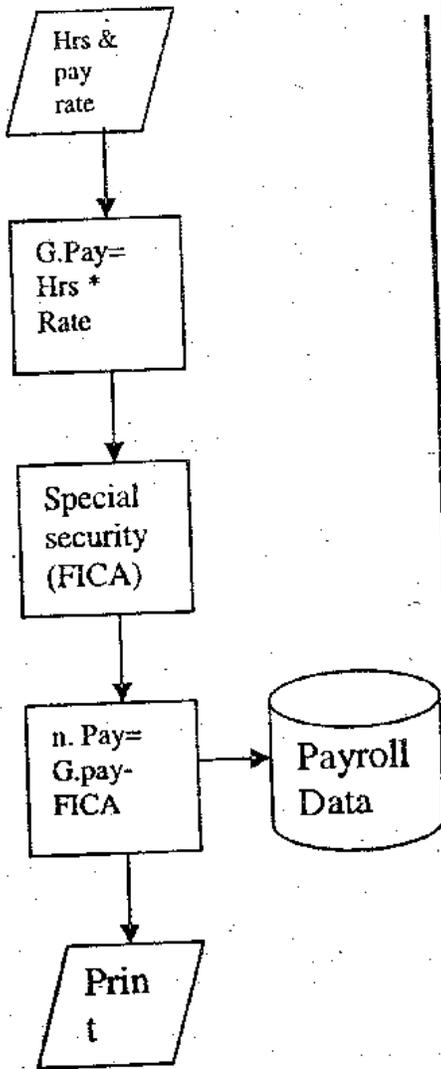 Hrs &
pay
rate
G.Pay=
Hrs *
Rate
Special
security
(FICA)
n. Pay=
G.pay-
FICA
Payroll
Data
Prin
t